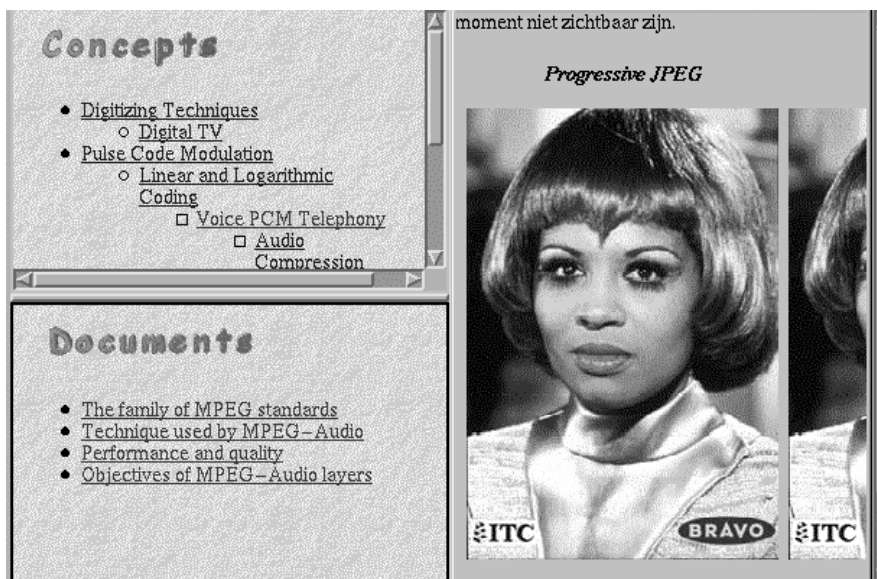 Concepts
Digitizing Techniques
Digital TV
Pulse Code Modulation
Linear and Logarithmic
Coding
Voice PCM Telephony
Audio
Compression
Documents
The family of MPEG standards
Technique used by MPEG-Audio
Performance and quality
Objectives of MPEG-Audio layers
moment niet zichtbaar zijn.
Progressive JPEG
ITC
BRAVO
ITC